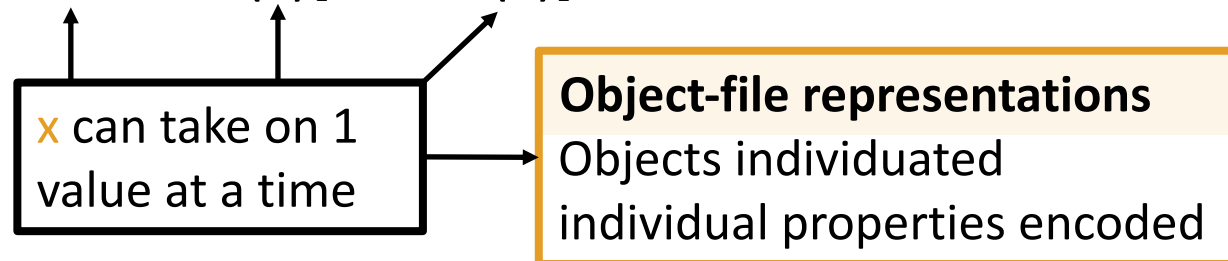 x can take on 1
value at a time
Object-file representations
Objects individuated
individual properties encoded